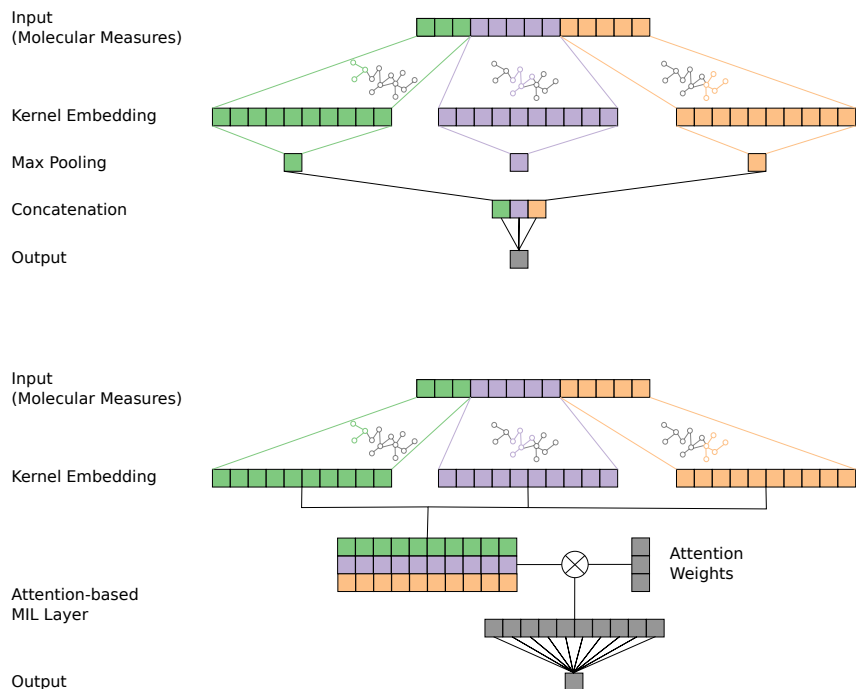 Input
(Molecular Measures)
Kernel Embedding
Max Pooling
Concatenation
Output
Input
(Molecular Measures)
Kernel Embedding
Attention
Weights
Attention-based
MIL Layer
Output